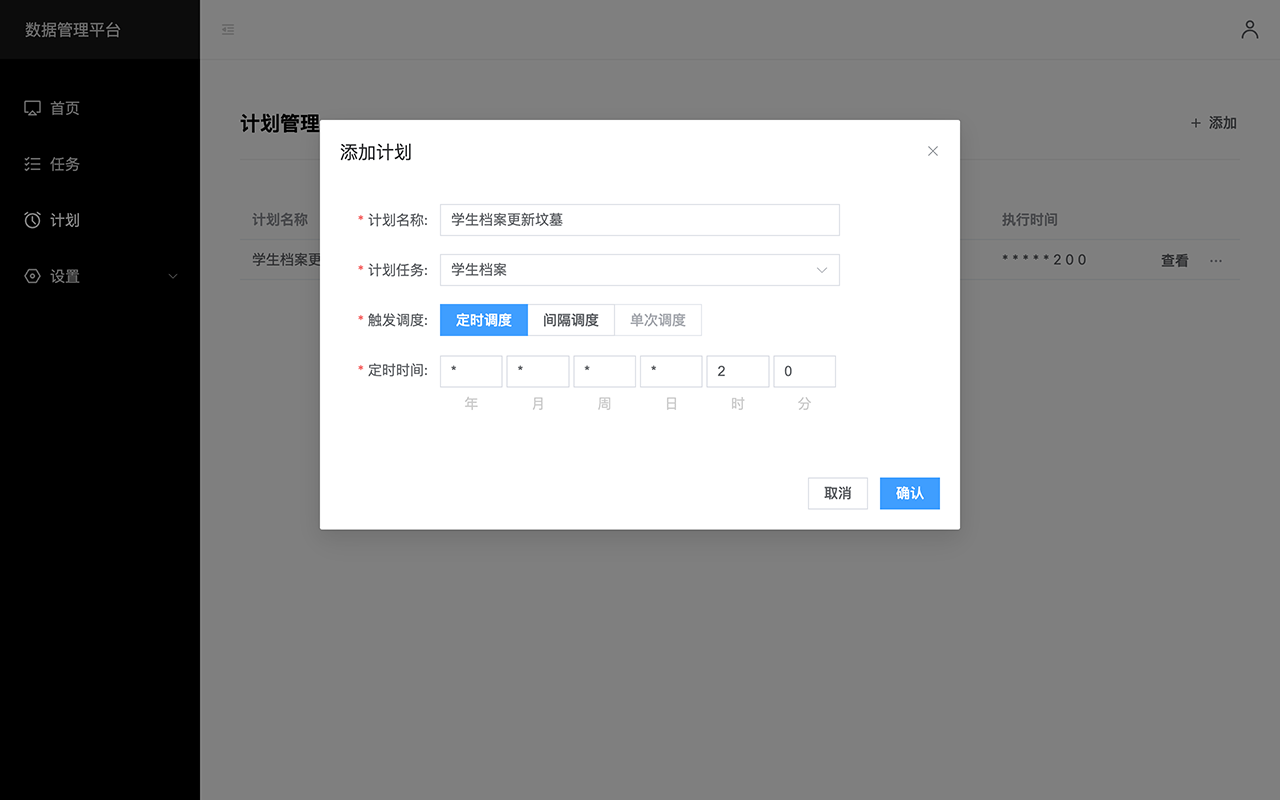 数据管理平台
首页
任务
计划
设置
计划管理
+ 添加
计划名称
执行时间
学生档案更
* * * * * 2 0 0
查看
...
添加计划
* 计划名称:
学生档案更新坟墓
* 计划任务:
学生档案
* 触发调度:
定时调度
间隔调度
单次调度
* 定时时间:
* * * * 2 0
年 月 周 日 时 分
取消
确认